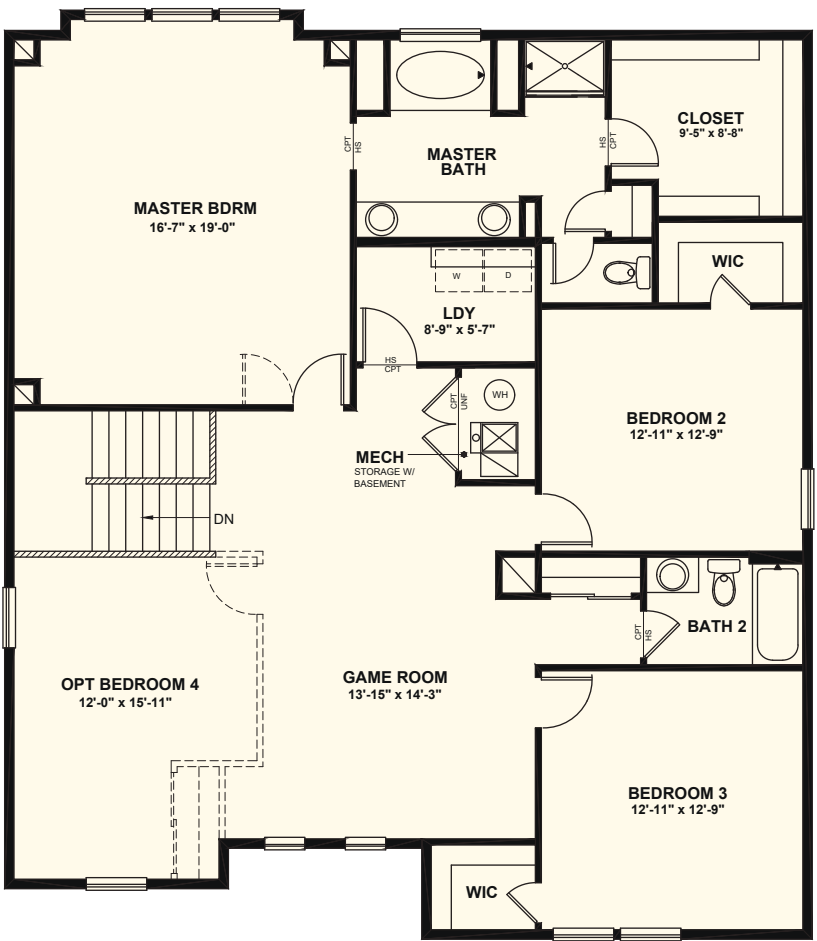 CLOSET
9'-5" x 8'-8"
CPT
HS
HS
CPT
MASTER
BATH
MASTER BDRM
16'-7" x 19'-0"
WIC
W
D
LDY
8'-9" x 5'-7"
HS
CPT
CPT
UNF
WH
BEDROOM 2
12'-11" x 12'-9"
MECH
STORAGE W/
BASEMENT
DN
CPT
HS
BATH 2
OPT BEDROOM 4
12'-0" x 15'-11"
GAME ROOM
13'-15" x 14'-3"
BEDROOM 3
12'-11" x 12'-9"
WIC